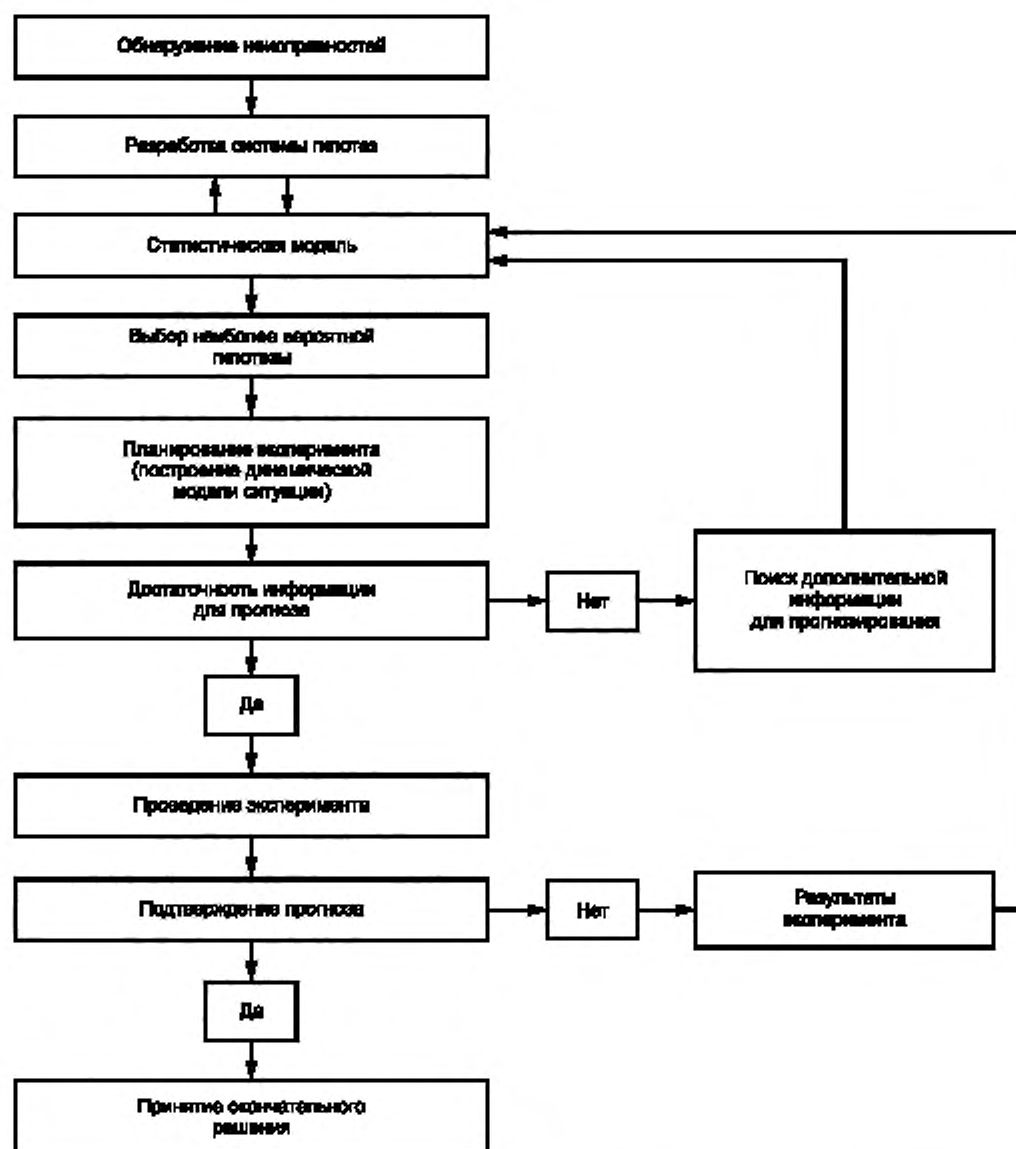 Обнаружение неисправностей
Разработка системы гипотез
Статистическая модель
Выбор наиболее вероятной
гипотезы
Планирование эксперимента
(построение динамической
модели ситуации)
Достаточность информации
для прогноза
Нет
Поиск дополнительной
информации
для прогнозирования
Да
Проведение эксперимента
Подтверждение прогноза
Нет
Результаты
эксперимента
Да
Принятие окончательного
решения